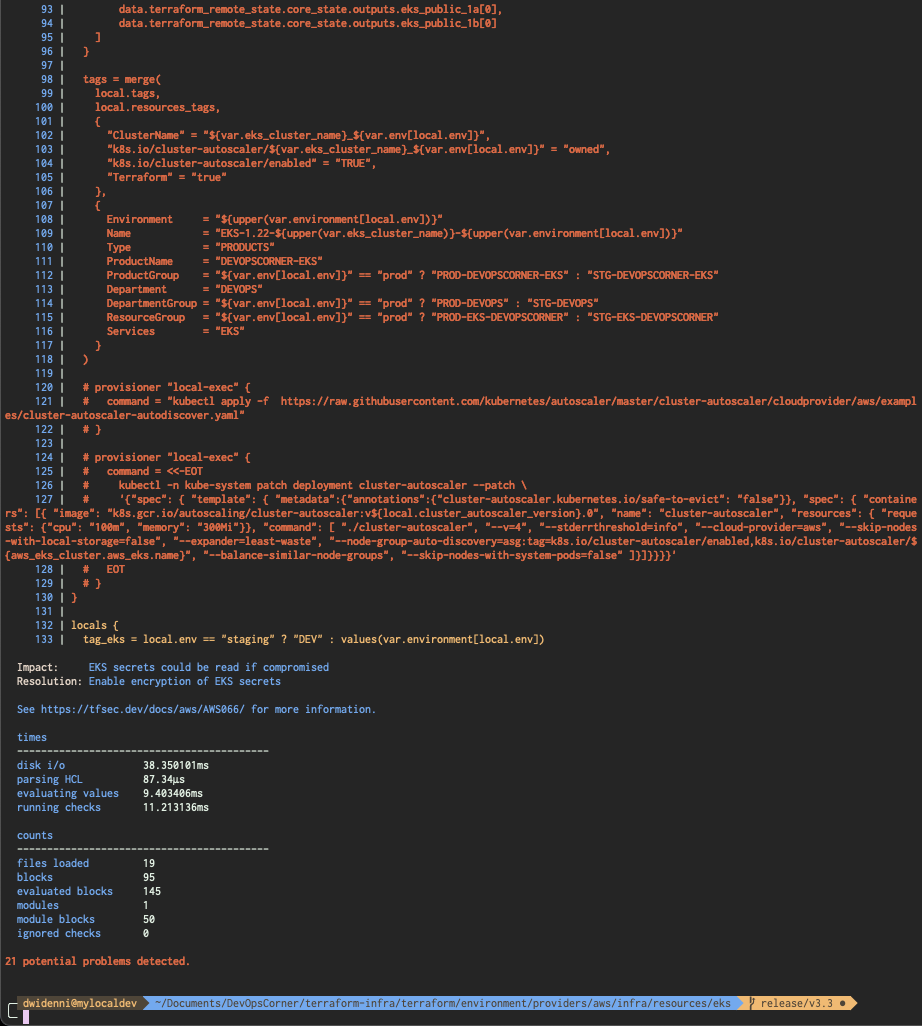 93 |         data.terraform_remote_state.core_state.outputs.eks_public_1a[0],
94 |         data.terraform_remote_state.core_state.outputs.eks_public_1b[0]
95 |     ]
96 |   }
97 |
98 |   tags = merge(
99 |     local.tags,
100 |     local.resources_tags,
101 |     {
102 |       "ClusterName" = "${var.eks_cluster_name}_${var.env[local.env]}",
103 |       "k8s.io/cluster-autoscaler/${var.eks_cluster_name}_${var.env[local.env]}" = "owned",
104 |       "k8s.io/cluster-autoscaler/enabled" = "TRUE",
105 |       "Terraform" = "true"
106 |     },
107 |     {
108 |       Environment     = "${upper(var.environment[local.env])}"
109 |       Name            = "EKS-1.22-${upper(var.eks_cluster_name)}-${upper(var.environment[local.env])}"
110 |       Type            = "PRODUCTS"
111 |       ProductName     = "DEVOPSCORNER-EKS"
112 |       ProductGroup    = "${var.env[local.env]}" == "prod" ? "PROD-DEVOPSCORNER-EKS" : "STG-DEVOPSCORNER-EKS"
113 |       Department      = "DEVOPS"
114 |       DepartmentGroup = "${var.env[local.env]}" == "prod" ? "PROD-DEVOPS" : "STG-DEVOPS"
115 |       ResourceGroup   = "${var.env[local.env]}" == "prod" ? "PROD-EKS-DEVOPSCORNER" : "STG-EKS-DEVOPSCORNER"
116 |       Services        = "EKS"
117 |     }
118 |   )
119 |
120 |   # provisioner "local-exec" {
121 |   #   command = "kubectl apply -f  https://raw.githubusercontent.com/kubernetes/autoscaler/master/cluster-autoscaler/cloudprovider/aws/exampl
es/cluster-autoscaler-autodiscover.yaml"
122 |   # }
123 |
124 |   # provisioner "local-exec" {
125 |   #   command = <<-EOT
126 |   #     kubectl -n kube-system patch deployment cluster-autoscaler --patch \
127 |   #     '{"spec": { "template": { "metadata":{"annotations":{"cluster-autoscaler.kubernetes.io/safe-to-evict": "false"}}, "spec": { "containe
rs": [{ "image": "k8s.gcr.io/autoscaling/cluster-autoscaler:v${local.cluster_autoscaler_version}.0", "name": "cluster-autoscaler", "resources": { "reque
sts": {"cpu": "100m", "memory": "300Mi"}}, "command": [ "./cluster-autoscaler", "--v=4", "--stderrthreshold=info", "--cloud-provider=aws", "--skip-nodes
-with-local-storage=false", "--expander=least-waste", "--node-group-auto-discovery=asg:tag=k8s.io/cluster-autoscaler/enabled,k8s.io/cluster-autoscaler/$
{aws_eks_cluster.aws_eks.name}", "--balance-similar-node-groups", "--skip-nodes-with-system-pods=false" ]}]}}}}'
128 |   #   EOT
129 |   # }
130 | }
131 |
132 | locals {
133 |   tag_eks = local.env == "staging" ? "DEV" : values(var.environment[local.env])
Impact:     EKS secrets could be read if compromised
Resolution: Enable encryption of EKS secrets
See https://tfsec.dev/docs/aws/AWS066/ for more information.
times
------------------------------------------
disk i/o             38.350101ms
parsing HCL          87.34µs
evaluating values    9.403406ms
running checks       11.213136ms
counts
------------------------------------------
files loaded         19
blocks               95
evaluated blocks     145
modules              1
module blocks        50
ignored checks       0
21 potential problems detected.
dwidenni@mylocaldev ~/Documents/DevOpsCorner/terraform-infra/terraform/environment/providers/aws/infra/resources/eks release/v3.3 ●